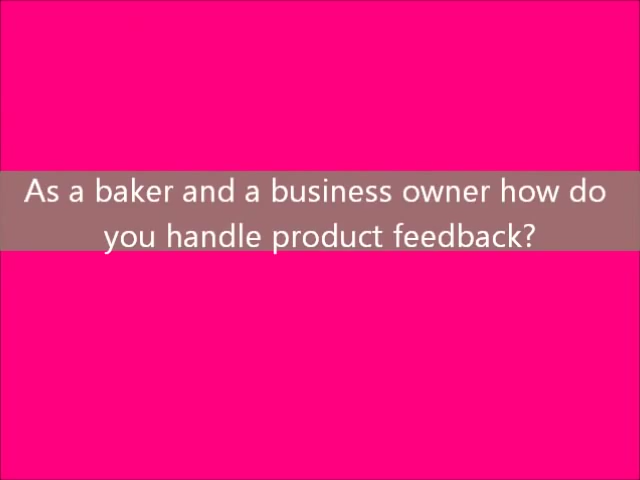 As a baker and a business owner how do
you handle product feedback?